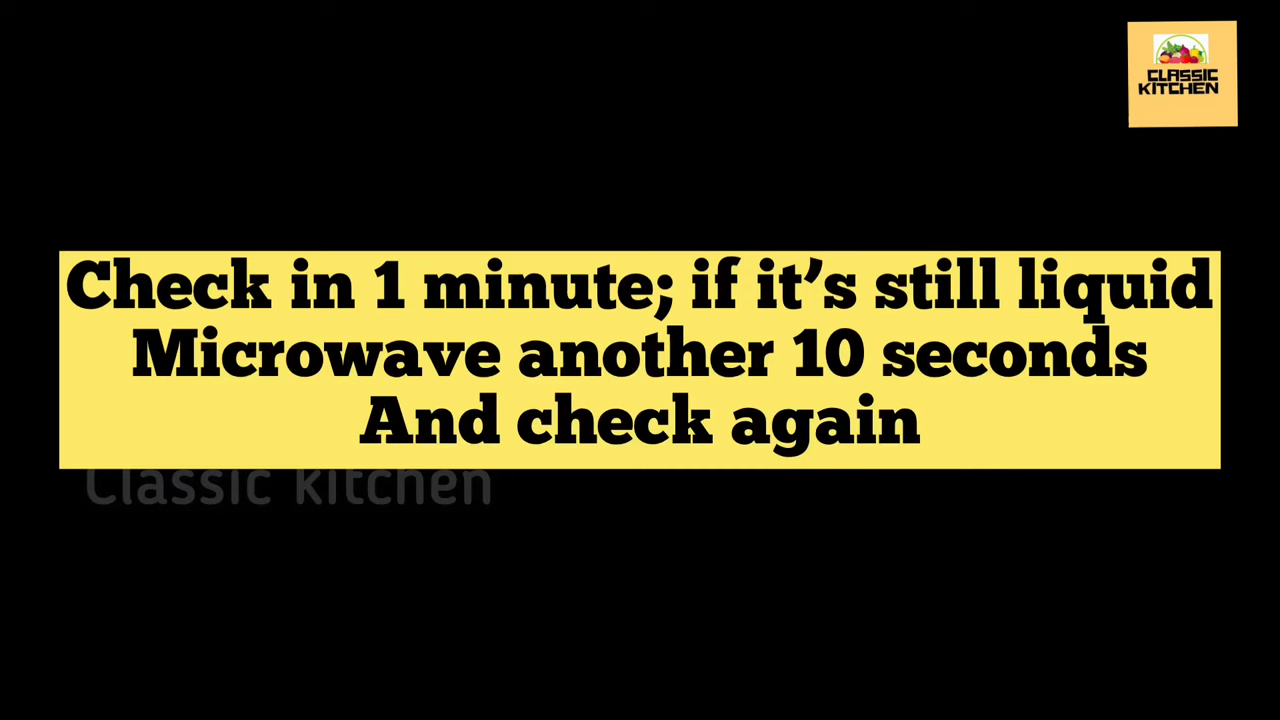 CLASSIC
KITCHEN
Check in 1 minute; if it’s still liquid
Microwave another 10 seconds
And check again
Classic kitchen